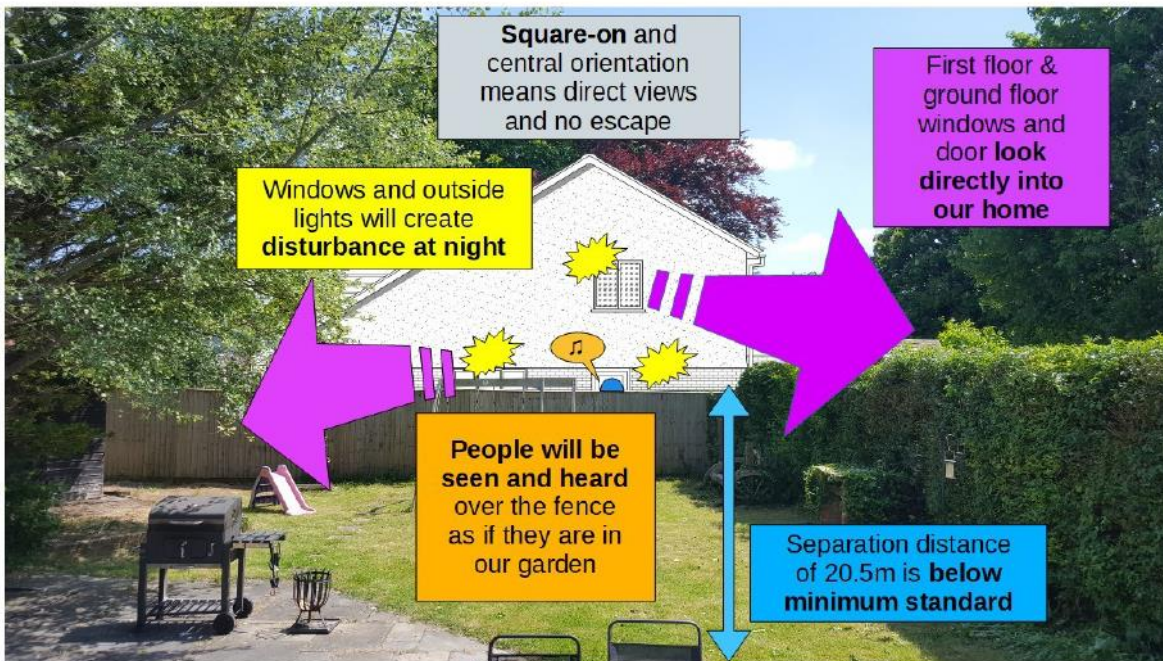 Square-on and
central orientation
means direct views
and no escape
First floor &
ground floor
windows and
door look
directly into
our home
Windows and outside
lights will create
disturbance at night
People will be
seen and heard
over the fence
as if they are in
our garden
Separation distance
of 20.5m is below
minimum standard